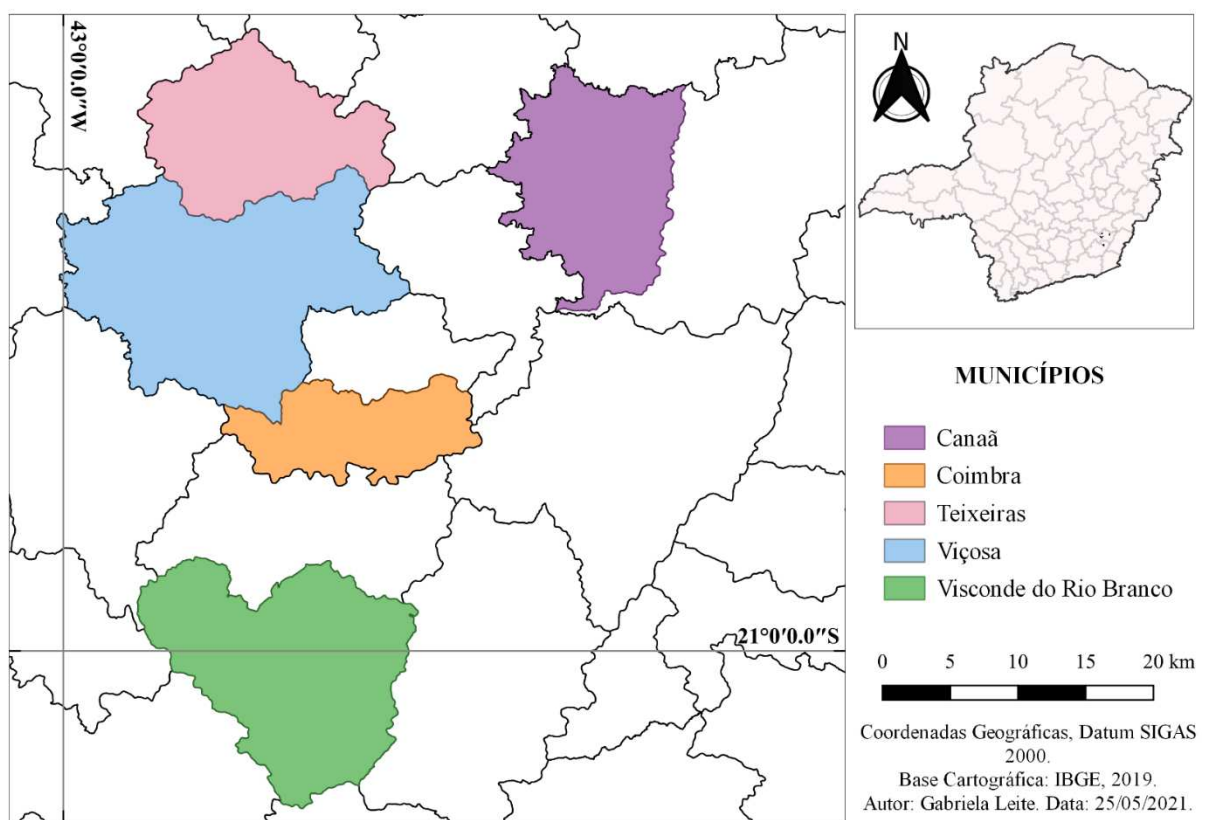 43°0′0.0″W
21°0′0.0″S
N
MUNICÍPIOS
Canaã
Coimbra
Teixeiras
Viçosa
Visconde do Rio Branco
0 5 10 15 20 km
Coordenadas Geográficas, Datum SIGAS
2000.
Base Cartográfica: IBGE, 2019.
Autor: Gabriela Leite. Data: 25/05/2021.